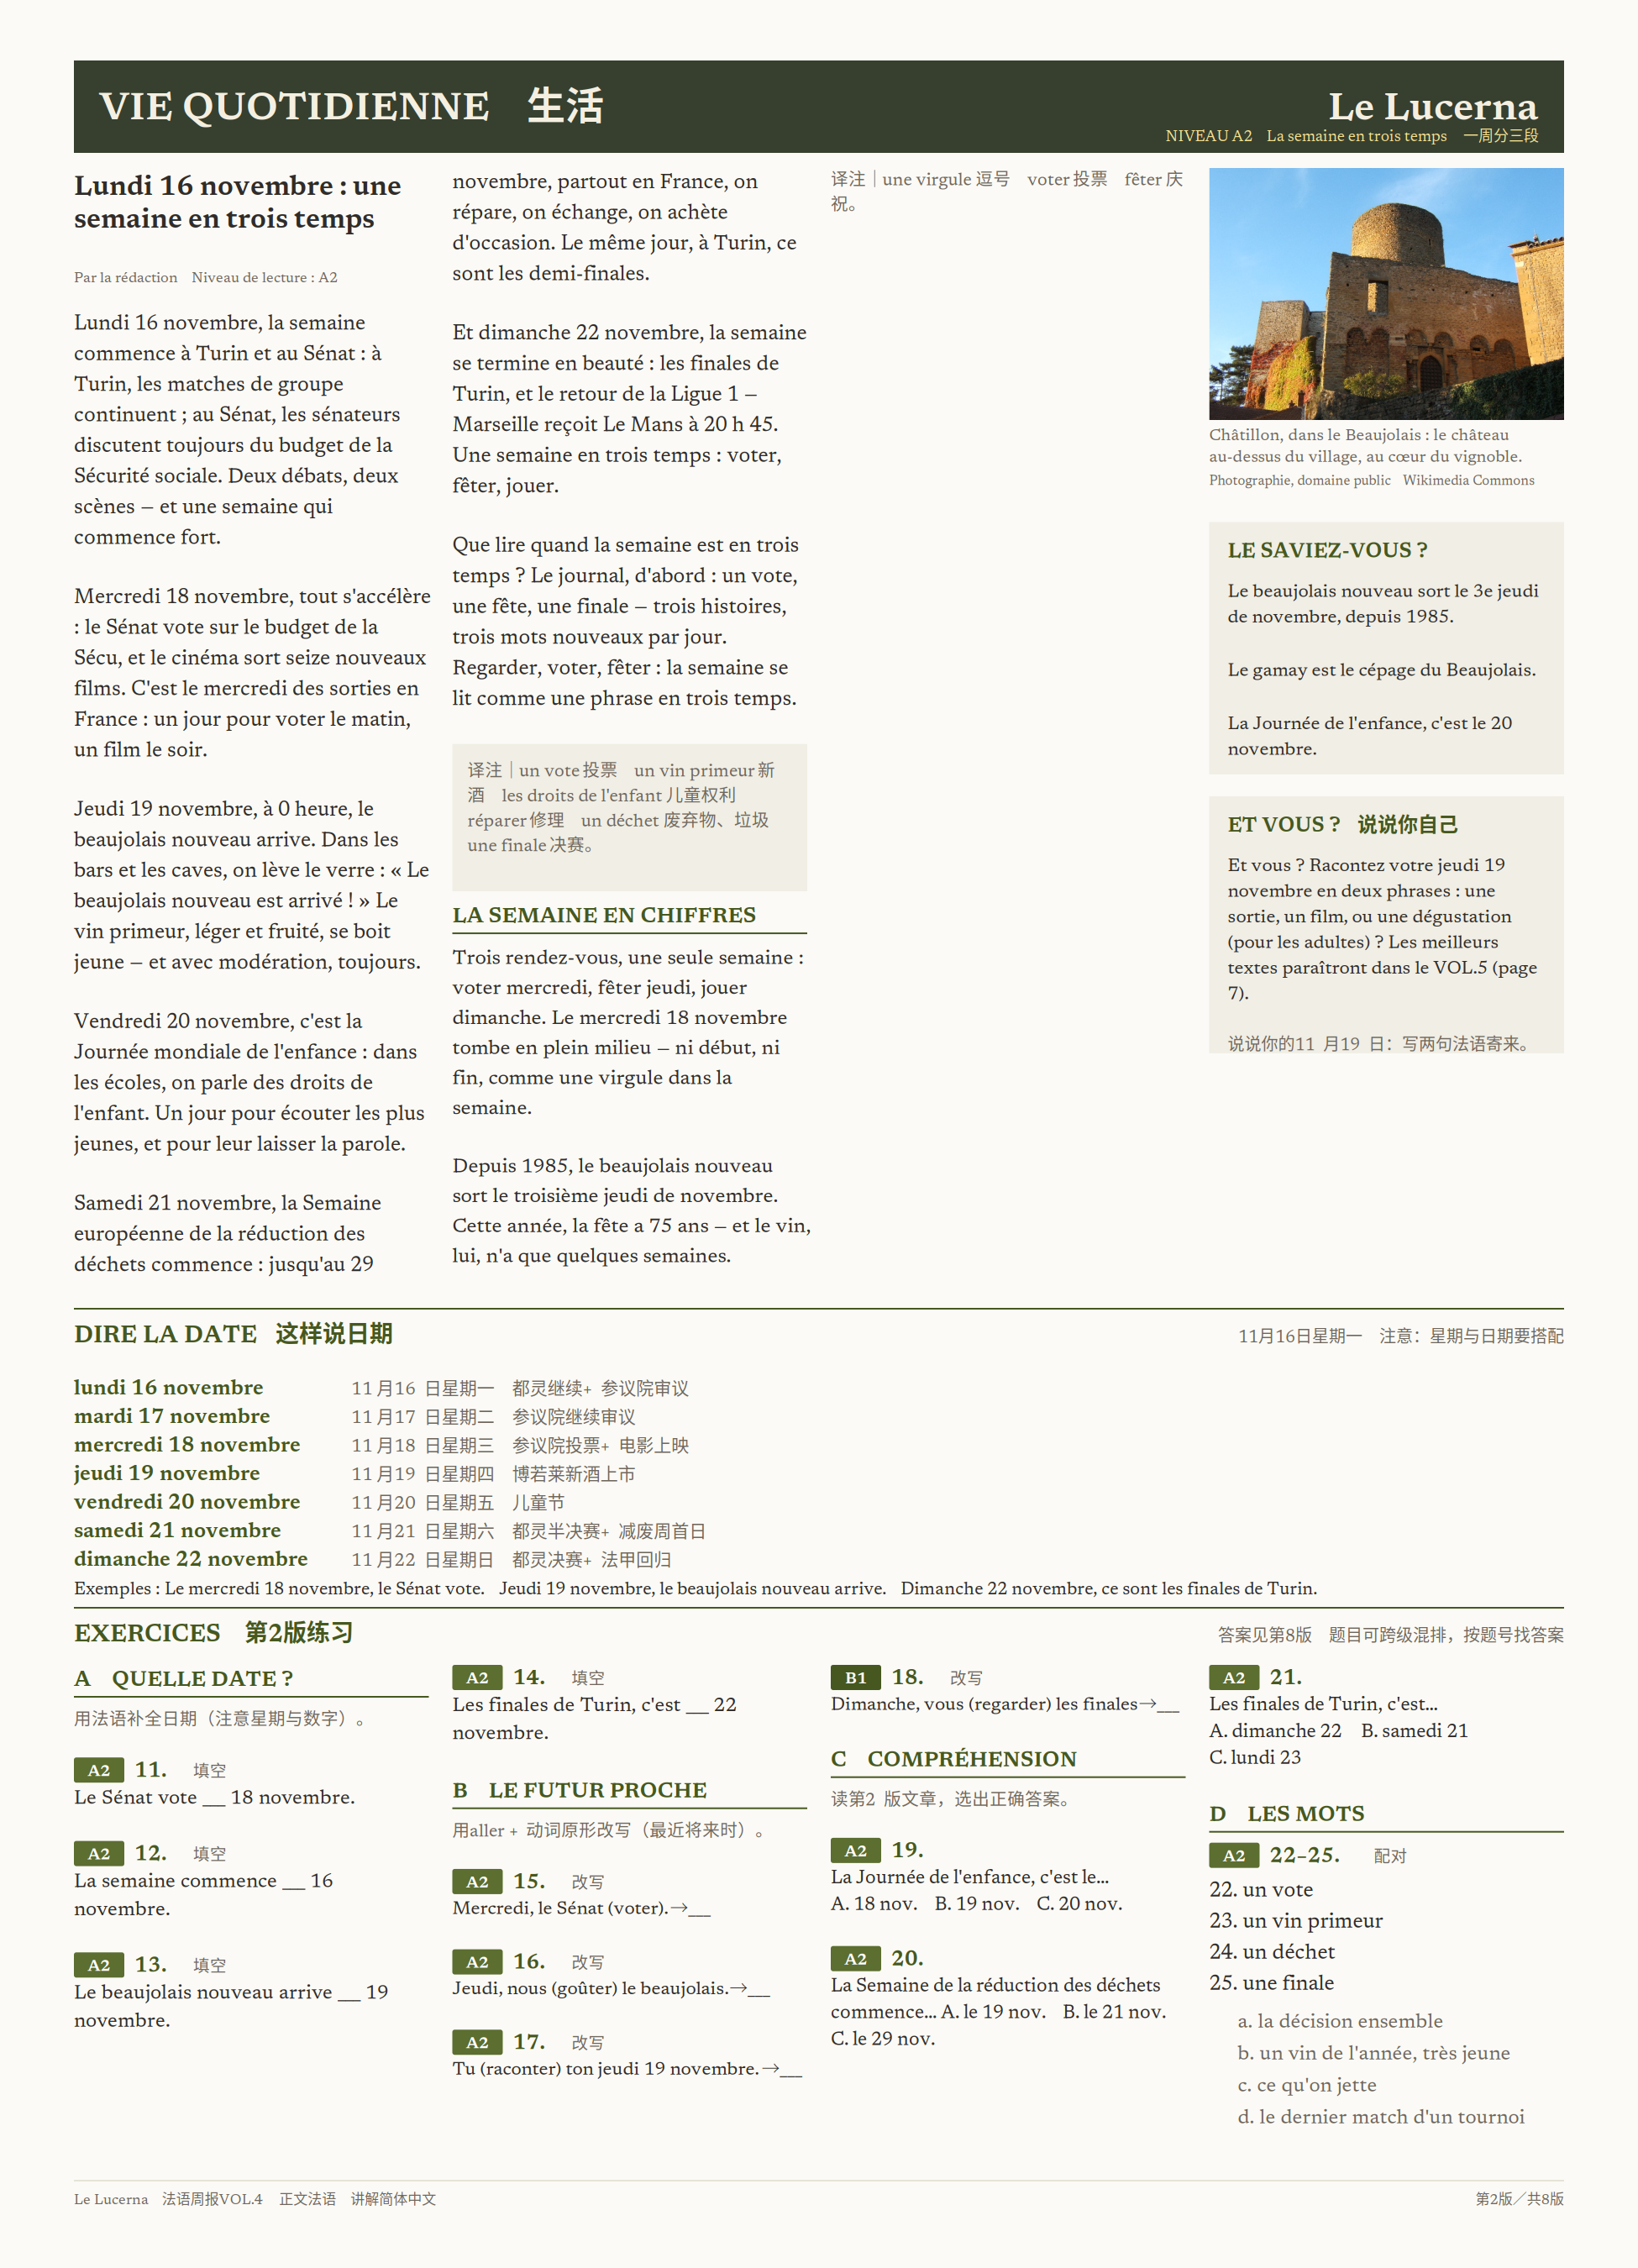 VIE QUOTIDIENNE 生活
Le Lucerna
NIVEAU A2 La semaine en trois temps 一周分三段
Lundi 16 novembre : une
semaine en trois temps
Par la rédaction Niveau de lecture : A2
Lundi 16 novembre, la semaine
commence à Turin et au Sénat : à
Turin, les matches de groupe
continuent ; au Sénat, les sénateurs
discutent toujours du budget de la
Sécurité sociale. Deux débats, deux
scènes – et une semaine qui
commence fort.
Mercredi 18 novembre, tout s'accélère
: le Sénat vote sur le budget de la
Sécu, et le cinéma sort seize nouveaux
films. C'est le mercredi des sorties en
France : un jour pour voter le matin,
un film le soir.
Jeudi 19 novembre, à 0 heure, le
beaujolais nouveau arrive. Dans les
bars et les caves, on lève le verre : « Le
beaujolais nouveau est arrivé ! » Le
vin primeur, léger et fruité, se boit
jeune – et avec modération, toujours.
Vendredi 20 novembre, c'est la
Journée mondiale de l'enfance : dans
les écoles, on parle des droits de
l'enfant. Un jour pour écouter les plus
jeunes, et pour leur laisser la parole.
Samedi 21 novembre, la Semaine
européenne de la réduction des
déchets commence : jusqu'au 29
novembre, partout en France, on
répare, on échange, on achète
d'occasion. Le même jour, à Turin, ce
sont les demi-finales.
Et dimanche 22 novembre, la semaine
se termine en beauté : les finales de
Turin, et le retour de la Ligue 1 –
Marseille reçoit Le Mans à 20 h 45.
Une semaine en trois temps : voter,
fêter, jouer.
Que lire quand la semaine est en trois
temps ? Le journal, d'abord : un vote,
une fête, une finale – trois histoires,
trois mots nouveaux par jour.
Regarder, voter, fêter : la semaine se
lit comme une phrase en trois temps.
译注｜un vote 投票 un vin primeur 新
酒 les droits de l'enfant 儿童权利
réparer 修理 un déchet 废弃物、垃圾
une finale 决赛。
LA SEMAINE EN CHIFFRES
Trois rendez-vous, une seule semaine :
voter mercredi, fêter jeudi, jouer
dimanche. Le mercredi 18 novembre
tombe en plein milieu – ni début, ni
fin, comme une virgule dans la
semaine.
Depuis 1985, le beaujolais nouveau
sort le troisième jeudi de novembre.
Cette année, la fête a 75 ans – et le vin,
lui, n'a que quelques semaines.
译注｜une virgule 逗号 voter 投票 fêter 庆
祝。
Châtillon, dans le Beaujolais : le château
au-dessus du village, au cœur du vignoble.
Photographie, domaine public Wikimedia Commons
LE SAVIEZ-VOUS ?
Le beaujolais nouveau sort le 3e jeudi
de novembre, depuis 1985.
Le gamay est le cépage du Beaujolais.
La Journée de l'enfance, c'est le 20
novembre.
ET VOUS ? 说说你自己
Et vous ? Racontez votre jeudi 19
novembre en deux phrases : une
sortie, un film, ou une dégustation
(pour les adultes) ? Les meilleurs
textes paraîtront dans le VOL.5 (page
7).
说说你的11 月19 日：写两句法语寄来。
DIRE LA DATE 这样说日期
11月16日星期一 注意：星期与日期要搭配
lundi 16 novembre 11 月16 日星期一 都灵继续+ 参议院审议
mardi 17 novembre 11 月17 日星期二 参议院继续审议
mercredi 18 novembre 11 月18 日星期三 参议院投票+ 电影上映
jeudi 19 novembre 11 月19 日星期四 博若莱新酒上市
vendredi 20 novembre 11 月20 日星期五 儿童节
samedi 21 novembre 11 月21 日星期六 都灵半决赛+ 减废周首日
dimanche 22 novembre 11 月22 日星期日 都灵决赛+ 法甲回归
Exemples : Le mercredi 18 novembre, le Sénat vote. Jeudi 19 novembre, le beaujolais nouveau arrive. Dimanche 22 novembre, ce sont les finales de Turin.
EXERCICES 第2版练习
答案见第8版 题目可跨级混排，按题号找答案
A QUELLE DATE ?
用法语补全日期（注意星期与数字）。
A2 11. 填空
Le Sénat vote ___ 18 novembre.
A2 12. 填空
La semaine commence ___ 16
novembre.
A2 13. 填空
Le beaujolais nouveau arrive ___ 19
novembre.
A2 14. 填空
Les finales de Turin, c'est ___ 22
novembre.
B LE FUTUR PROCHE
用aller + 动词原形改写（最近将来时）。
A2 15. 改写
Mercredi, le Sénat (voter).→___
A2 16. 改写
Jeudi, nous (goûter) le beaujolais.→___
A2 17. 改写
Tu (raconter) ton jeudi 19 novembre.→___
B1 18. 改写
Dimanche, vous (regarder) les finales→___
C COMPRÉHENSION
读第2 版文章，选出正确答案。
A2 19.
La Journée de l'enfance, c'est le...
A. 18 nov. B. 19 nov. C. 20 nov.
A2 20.
La Semaine de la réduction des déchets
commence... A. le 19 nov. B. le 21 nov.
C. le 29 nov.
A2 21.
Les finales de Turin, c'est...
A. dimanche 22 B. samedi 21
C. lundi 23
D LES MOTS
A2 22–25. 配对
22. un vote
23. un vin primeur
24. un déchet
25. une finale
a. la décision ensemble
b. un vin de l'année, très jeune
c. ce qu'on jette
d. le dernier match d'un tournoi
Le Lucerna 法语周报VOL.4 正文法语 讲解简体中文
第2版／共8版